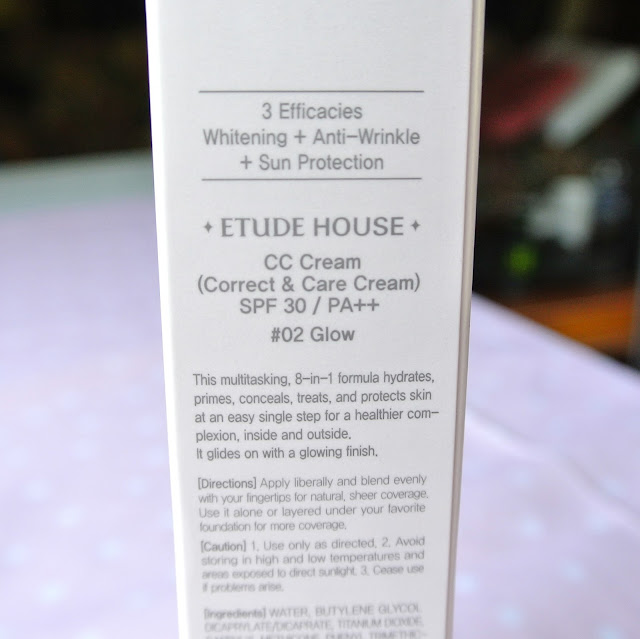 3 Efficacies
Whitening + Anti-Wrinkle
+ Sun Protection
ETUDE HOUSE
CC Cream
(Correct & Care Cream)
SPF 30 / PA++
#02 Glow
This multitasking, 8-in-1 formula hydrates,
primes, conceals, treats, and protects skin
at an easy single step for a healthier com-
plexion, inside and outside.
It glides on with a glowing finish.
[Directions] Apply liberally and blend evenly
with your fingertips for natural, sheer coverage.
Use it alone or layered under your favorite
foundation for more coverage.
[Caution] 1. Use only as directed. 2. Avoid
storing in high and low temperatures and
areas exposed to direct sunlight. 3. Cease use
if problems arise.
[Ingredients] WATER, BUTYLENE GLYCOL,
DICAPRYLATE/DICAPRATE, TITANIUM DIOXIDE,